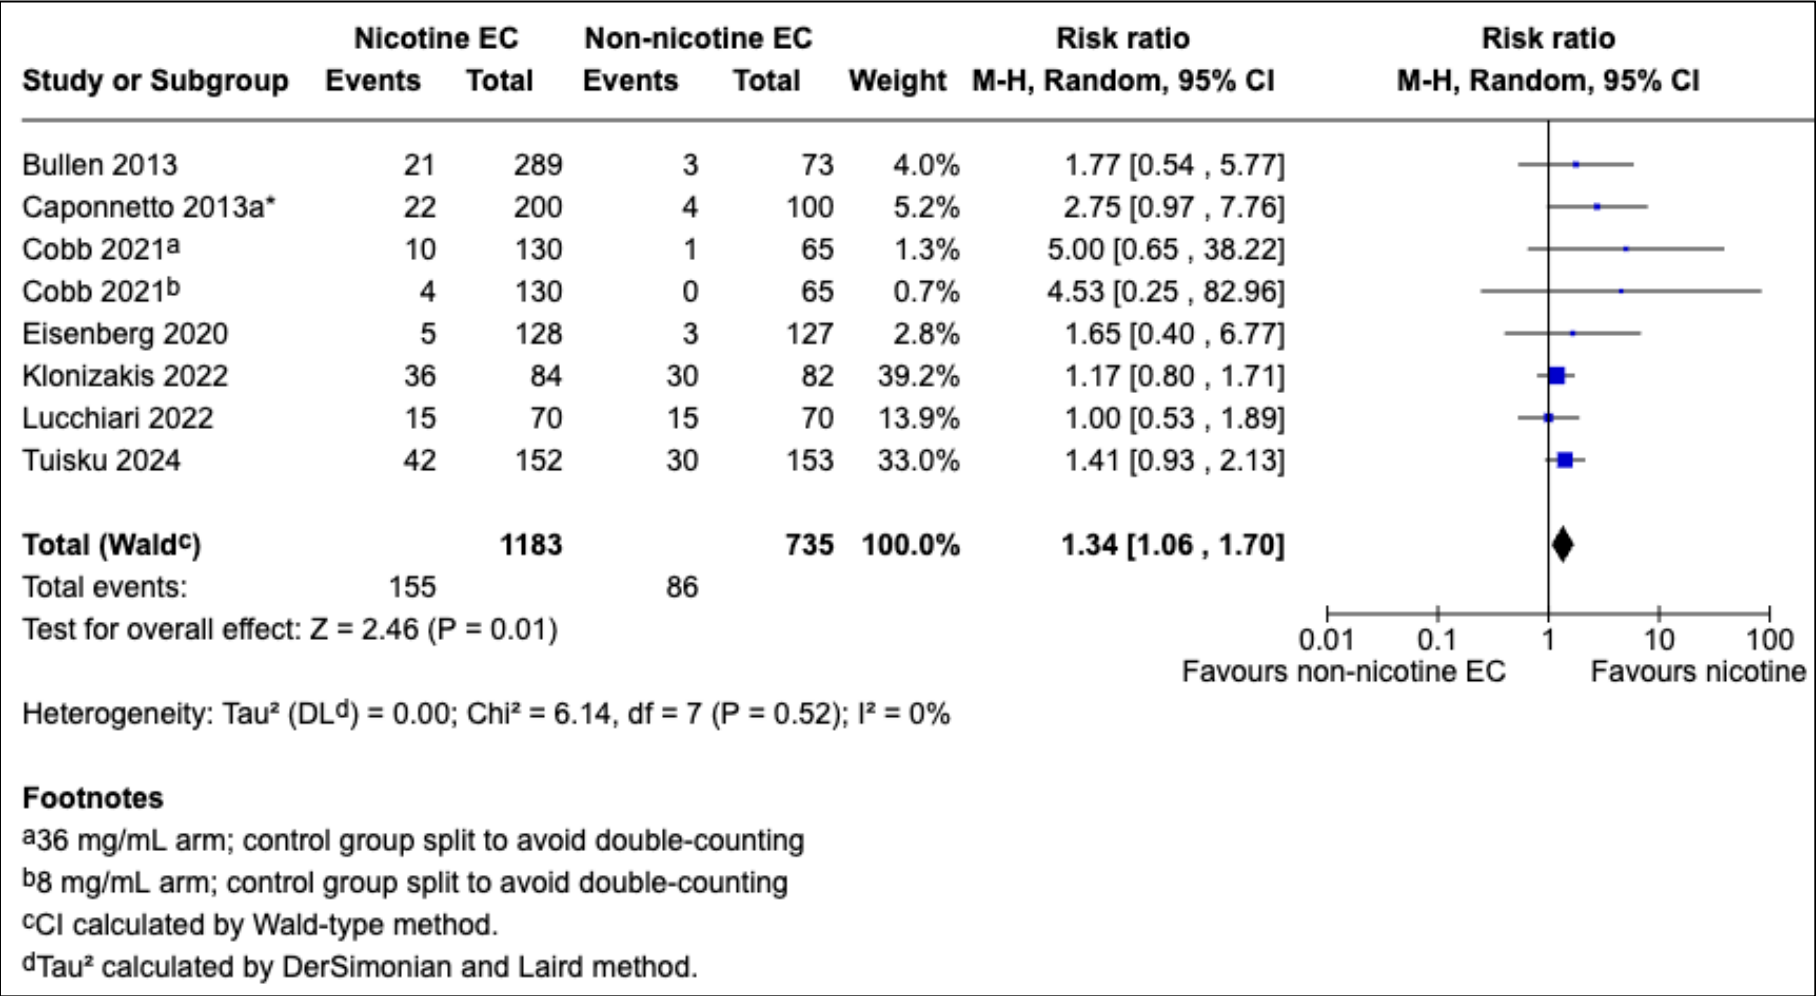 Nicotine EC Non-nicotine EC Risk ratio Risk ratio
Study or Subgroup Events Total Events Total Weight M-H, Random, 95% CI M-H, Random, 95% CI
Bullen 2013 21 289 3 73 4.0% 1.77 [0.54 , 5.77]
Caponnetto 2013a* 22 200 4 100 5.2% 2.75 [0.97 , 7.76]
Cobb 2021a 10 130 1 65 1.3% 5.00 [0.65 , 38.22]
Cobb 2021b 4 130 0 65 0.7% 4.53 [0.25 , 82.96]
Eisenberg 2020 5 128 3 127 2.8% 1.65 [0.40 , 6.77]
Klonizakis 2022 36 84 30 82 39.2% 1.17 [0.80 , 1.71]
Lucchiari 2022 15 70 15 70 13.9% 1.00 [0.53 , 1.89]
Tuisku 2024 42 152 30 153 33.0% 1.41 [0.93 , 2.13]
Total (Waldc) 1183 735 100.0% 1.34 [1.06 , 1.70]
Total events: 155 86
Test for overall effect: Z = 2.46 (P = 0.01)
0.01 0.1 1 10 100
Favours non-nicotine EC Favours nicotine
Heterogeneity: Tau² (DLd) = 0.00; Chi² = 6.14, df = 7 (P = 0.52); I² = 0%
Footnotes
a36 mg/mL arm; control group split to avoid double-counting
b8 mg/mL arm; control group split to avoid double-counting
cCI calculated by Wald-type method.
dTau² calculated by DerSimonian and Laird method.